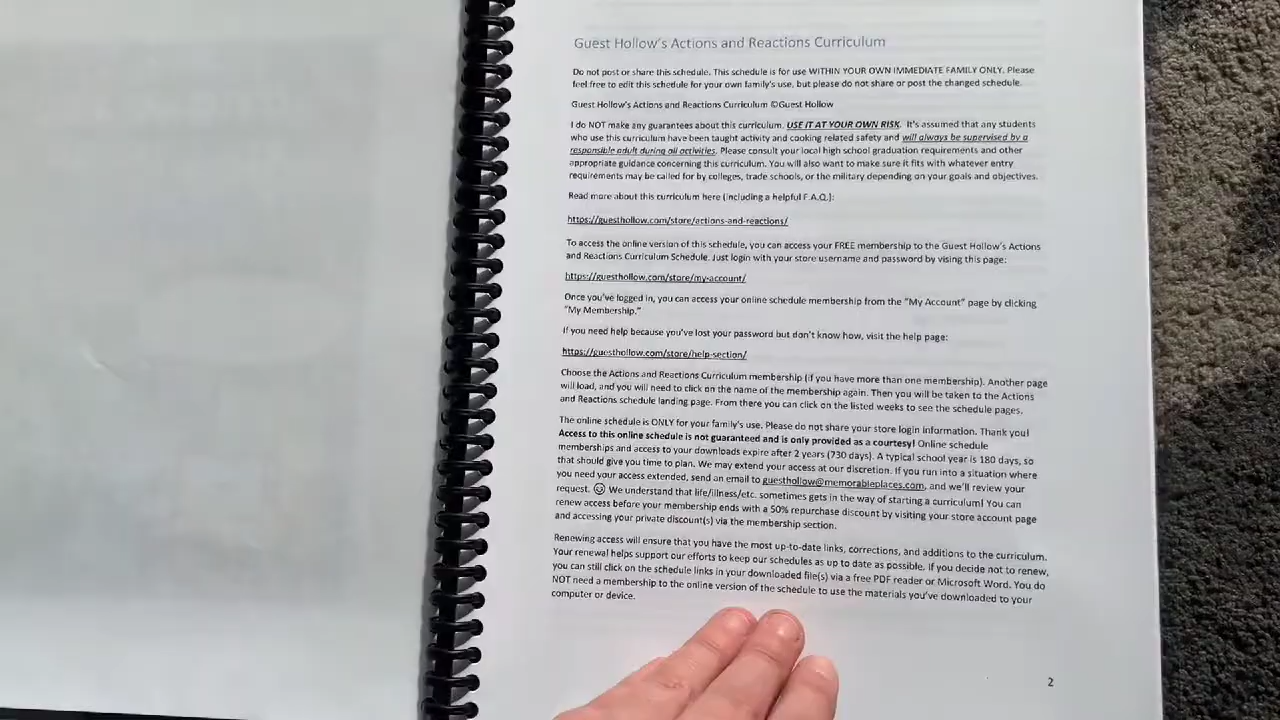 Guest Hollow's Actions and Reactions Curriculum
Do not post or share this schedule. This schedule is for use WITHIN YOUR OWN IMMEDIATE FAMILY ONLY. Please
feel free to edit this schedule for your own family's use, but please do not share or post the changed schedule.
Guest Hollow's Actions and Reactions Curriculum ©Guest Hollow
I do NOT make any guarantees about this curriculum. USE IT AT YOUR OWN RISK. It's assumed that any students
who use this curriculum have been taught activity and cooking related safety and will always be supervised by a
responsible adult during all activities. Please consult your local high school graduation requirements and other
appropriate guidance concerning this curriculum. You will also want to make sure it fits with whatever entry
requirements may be called for by colleges, trade schools, or the military depending on your goals and objectives.
Read more about this curriculum here (including a helpful F.A.Q.):
https://guesthollow.com/store/actions-and-reactions/
To access the online version of this schedule, you can access your FREE membership to the Guest Hollow's Actions
and Reactions Curriculum Schedule. Just login with your store username and password by vising this page:
https://guesthollow.com/store/my-account/
Once you've logged in, you can access your online schedule membership from the "My Account" page by clicking
"My Membership."
If you need help because you've lost your password but don't know how, visit the help page:
https://guesthollow.com/store/help-section/
Choose the Actions and Reactions Curriculum membership (if you have more than one membership). Another page
will load, and you will need to click on the name of the membership again. Then you will be taken to the Actions
and Reactions schedule landing page. From there you can click on the listed weeks to see the schedule pages.
The online schedule is ONLY for your family's use. Please do not share your store login information. Thank you!
Access to this online schedule is not guaranteed and is only provided as a courtesy! Online schedule
memberships and access to your downloads expire after 2 years (730 days). A typical school year is 180 days, so
that should give you time to plan. We may extend your access at our discretion. If you run into a situation where
you need your access extended, send an email to guesthollow@memorableplaces.com, and we'll review your
request. ☺ We understand that life/illness/etc. sometimes gets in the way of starting a curriculum! You can
renew access before your membership ends with a 50% repurchase discount by visiting your store account page
and accessing your private discount(s) via the membership section.
Renewing access will ensure that you have the most up-to-date links, corrections, and additions to the curriculum.
Your renewal helps support our efforts to keep our schedules as up to date as possible. If you decide not to renew,
you can still click on the schedule links in your downloaded file(s) via a free PDF reader or Microsoft Word. You do
NOT need a membership to the online version of the schedule to use the materials you've downloaded to your
computer or device.
2